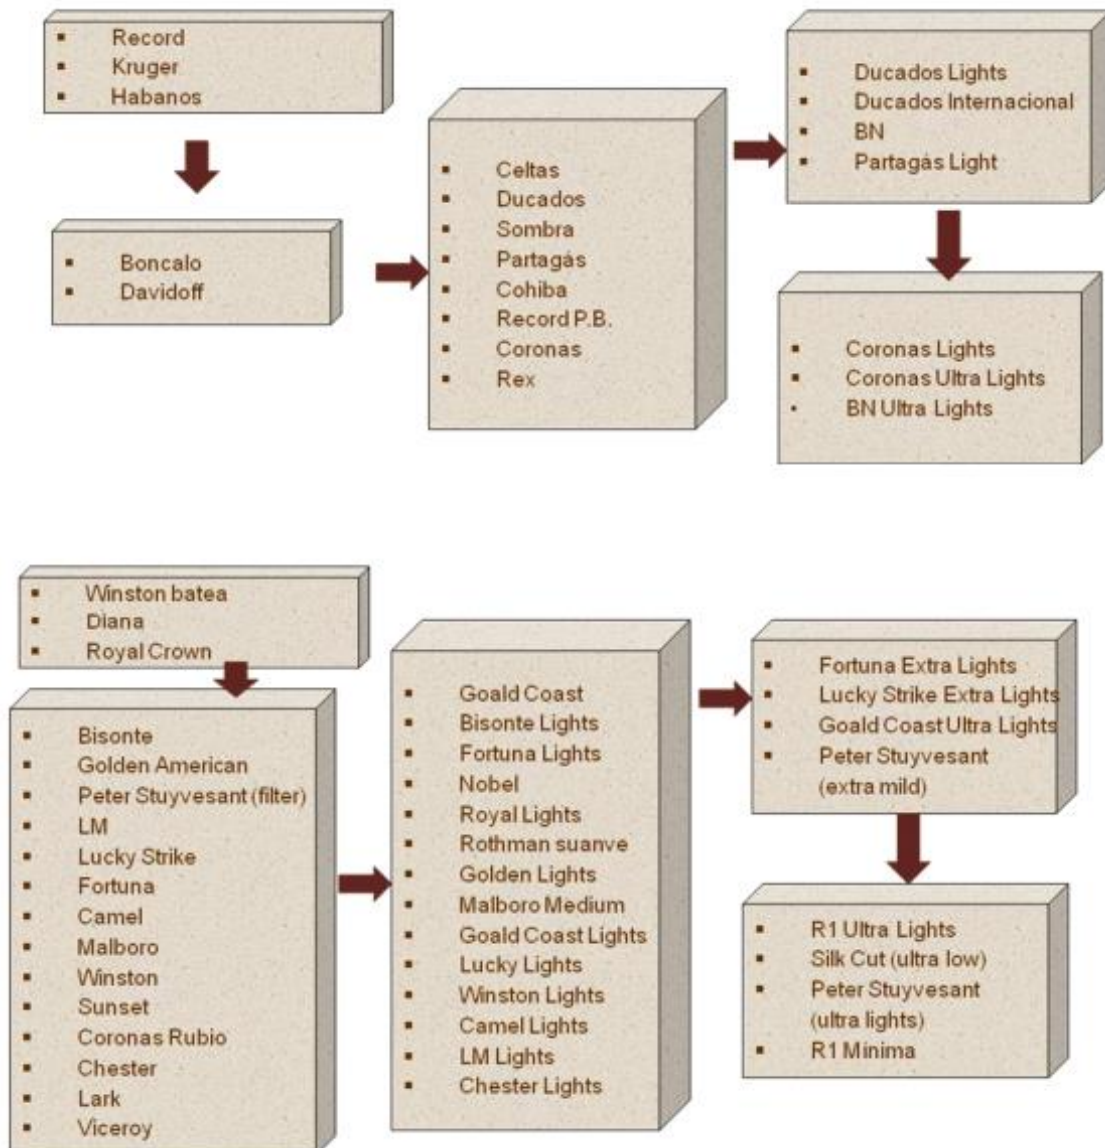 Record
Kruger
Habanos
Boncalo
Davidoff
Celtas
Ducados
Sombra
Partagás
Cohiba
Record P.B.
Coronas
Rex
Ducados Lights
Ducados Internacional
BN
Partagás Light
Coronas Lights
Coronas Ultra Lights
BN Ultra Lights
Winston batea
Diana
Royal Crown
Bisonte
Golden American
Peter Stuyvesant (filter)
LM
Lucky Strike
Fortuna
Camel
Malboro
Winston
Sunset
Coronas Rubio
Chester
Lark
Viceroy
Goald Coast
Bisonte Lights
Fortuna Lights
Nobel
Royal Lights
Rothman suanve
Golden Lights
Malboro Medium
Goald Coast Lights
Lucky Lights
Winston Lights
Camel Lights
LM Lights
Chester Lights
Fortuna Extra Lights
Lucky Strike Extra Lights
Goald Coast Ultra Lights
Peter Stuyvesant
(extra mild)
R1 Ultra Lights
Silk Cut (ultra low)
Peter Stuyvesant
(ultra lights)
R1 Minima